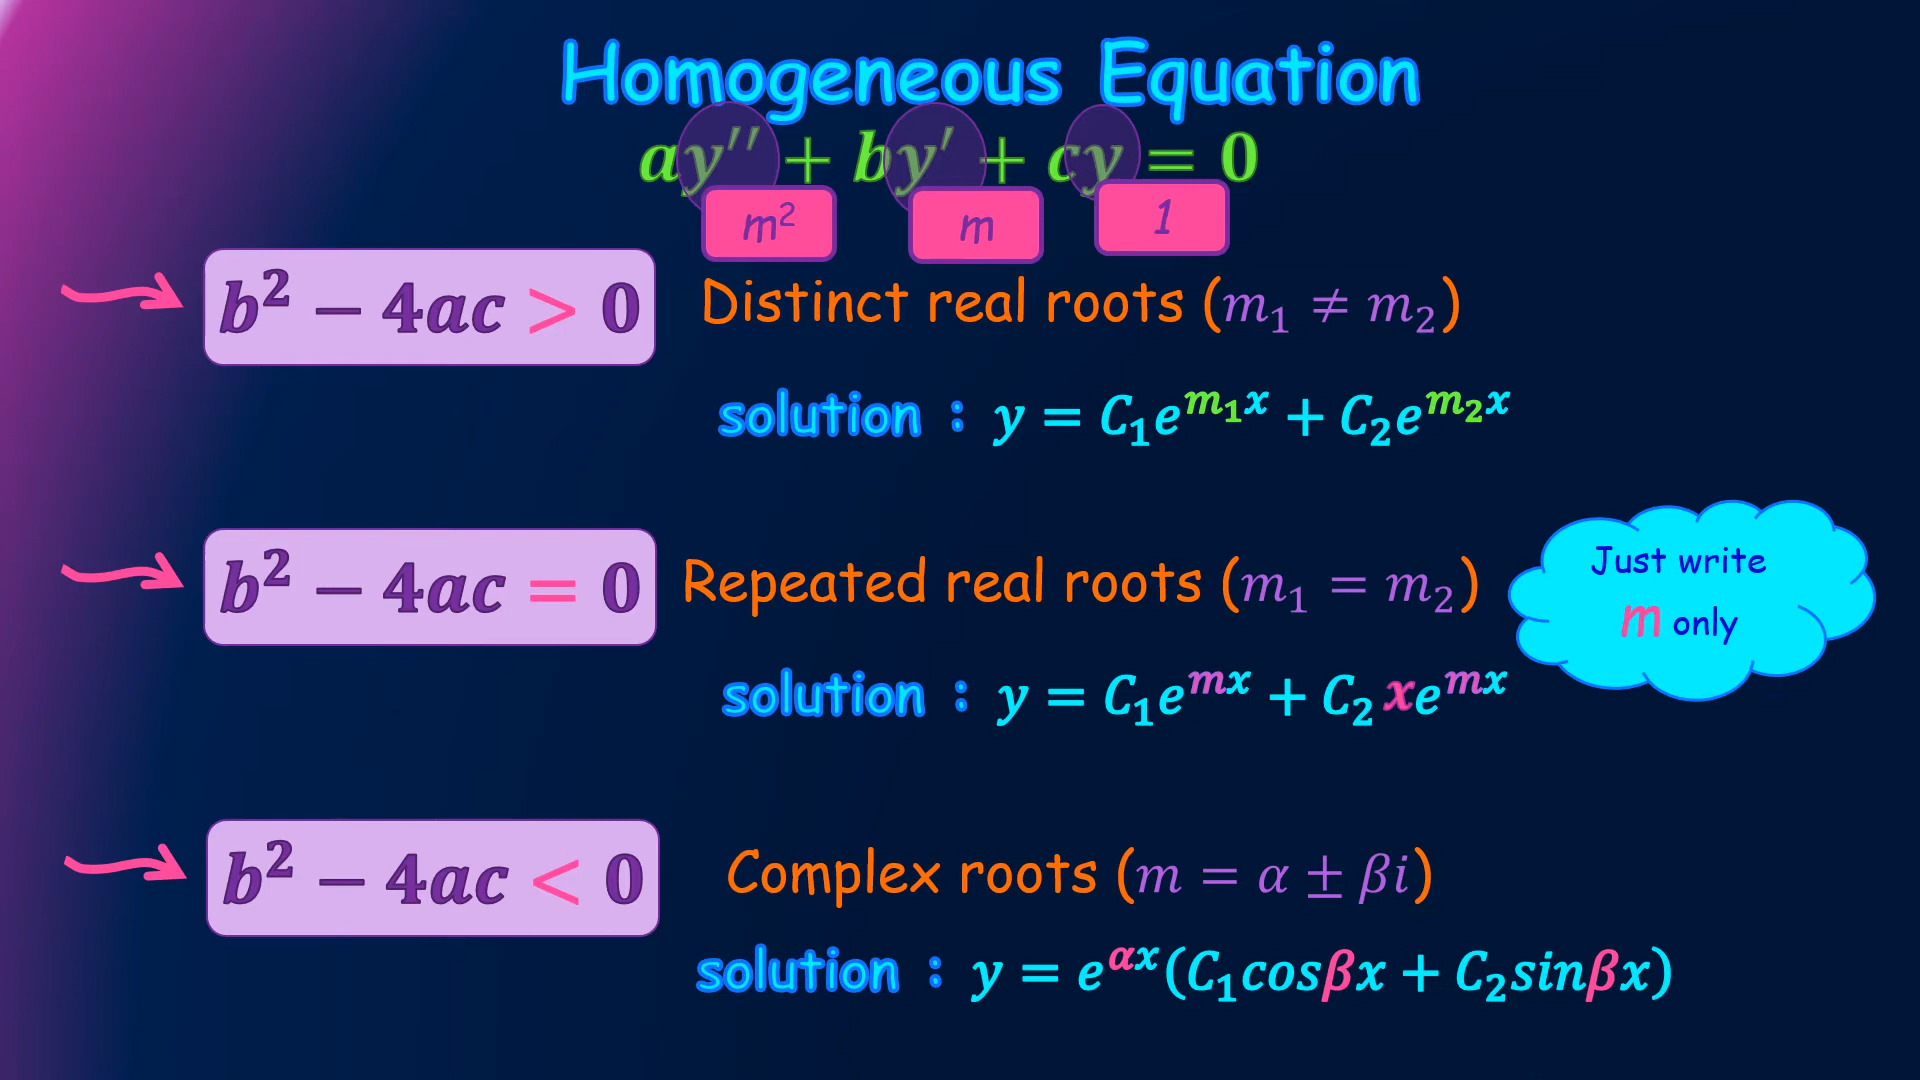 Homogeneous Equation
ay′′ + by′ + cy = 0
m² m 1
b² − 4ac > 0 Distinct real roots (m₁ ≠ m₂)
solution : y = C₁e^{m₁x} + C₂e^{m₂x}
b² − 4ac = 0 Repeated real roots (m₁ = m₂)
Just write
m only
solution : y = C₁e^{mx} + C₂ xe^{mx}
b² − 4ac < 0 Complex roots (m = α ± βi)
solution : y = e^{αx}(C₁cosβx + C₂sinβx)